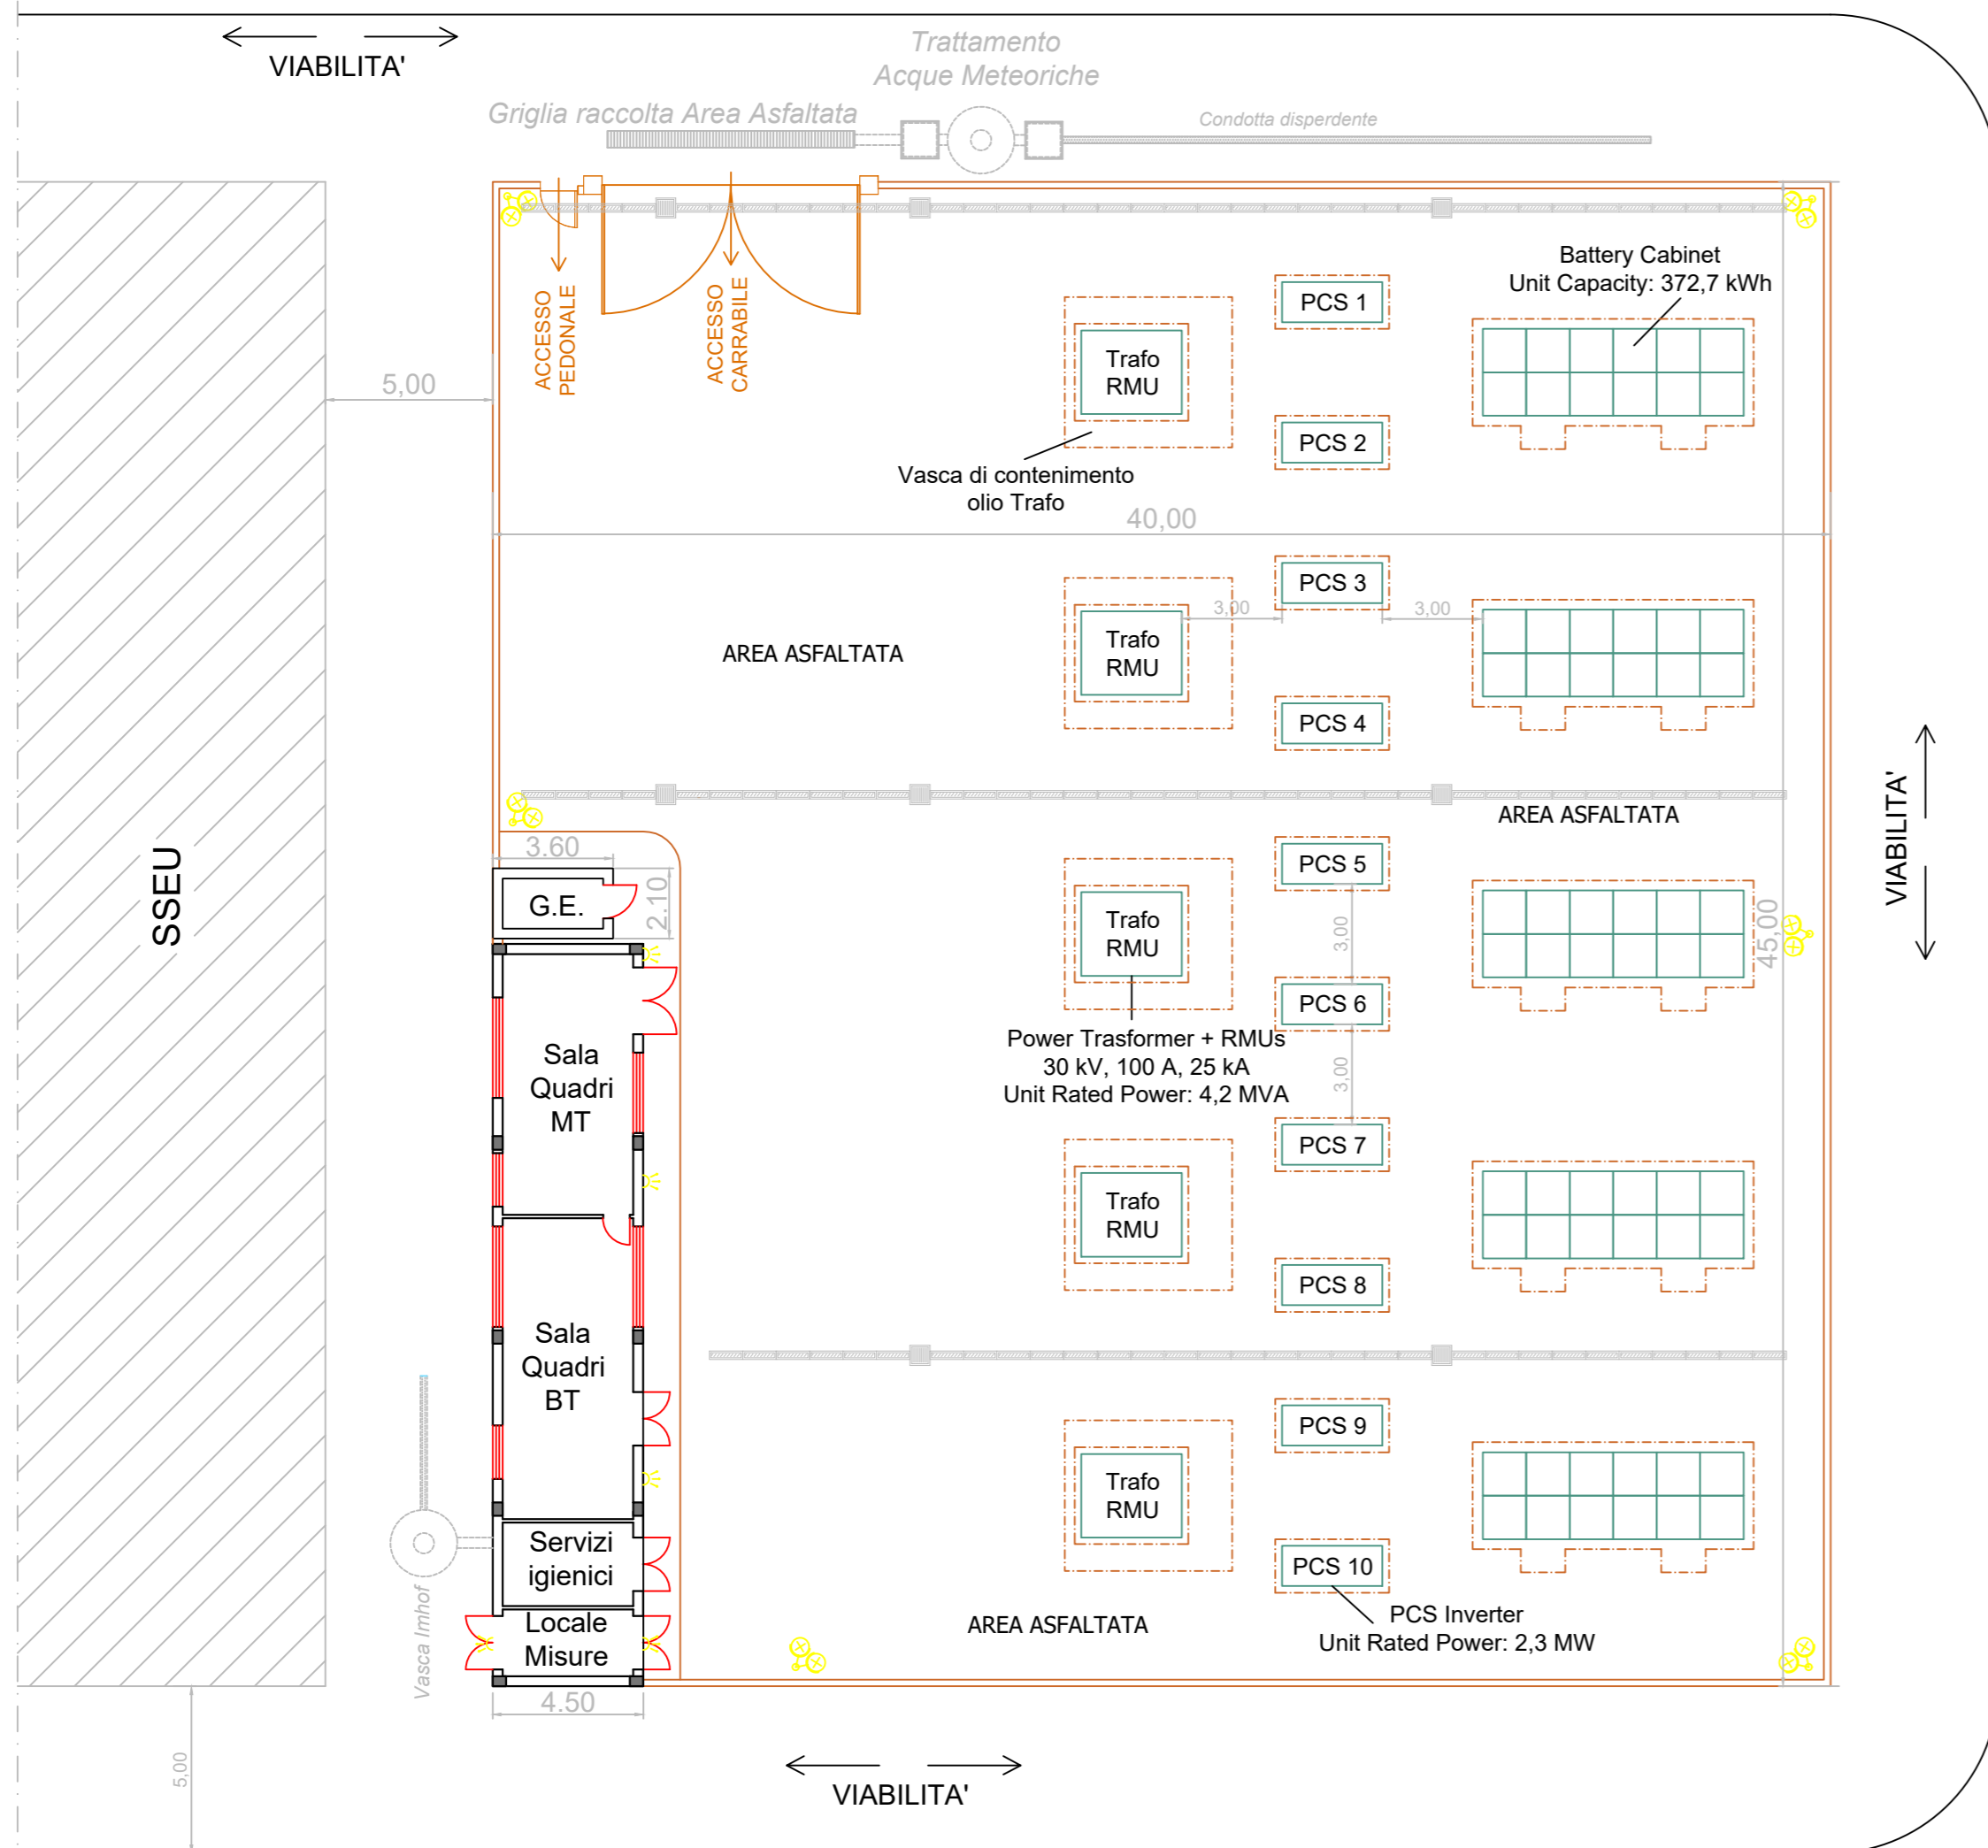 VIABILITA'
Trattamento
Acque Meteoriche
Griglia raccolta Area Asfaltata
Condotta disperdente
ACCESSO
PEDONALE
ACCESSO
CARRABILE
Battery Cabinet
Unit Capacity: 372,7 kWh
PCS 1
Trafo
RMU
PCS 2
5,00
Vasca di contenimento
olio Trafo
40,00
PCS 3
3,00
3,00
Trafo
RMU
AREA ASFALTATA
PCS 4
AREA ASFALTATA
VIABILITA'
SSEU
3.60
2.10
G.E.
PCS 5
Trafo
RMU
3,00
45,00
PCS 6
Power Trasformer + RMUs
30 kV, 100 A, 25 kA
Unit Rated Power: 4,2 MVA
3,00
Sala
Quadri
MT
PCS 7
Trafo
RMU
PCS 8
Sala
Quadri
BT
PCS 9
Trafo
RMU
Servizi
igienici
PCS 10
PCS Inverter
Unit Rated Power: 2,3 MW
Locale
Misure
AREA ASFALTATA
Vasca Imhof
4.50
5,00
VIABILITA'